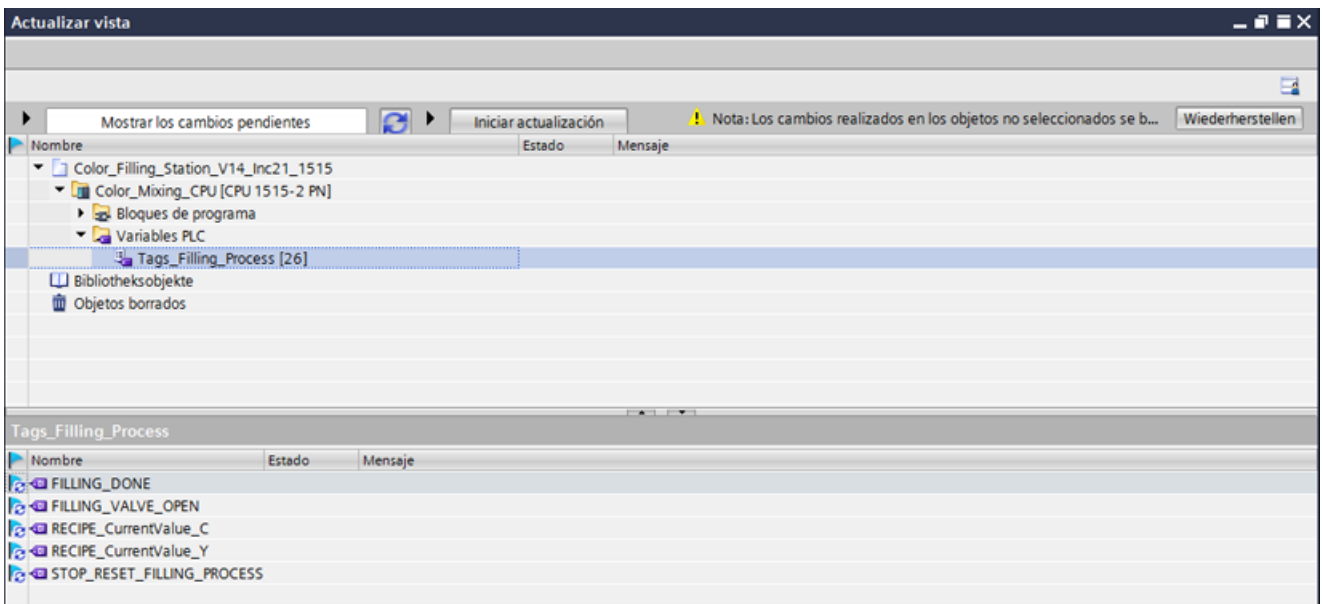 Actualizar vista
Mostrar los cambios pendientes Iniciar actualización Nota: Los cambios realizados en los objetos no seleccionados se b... Wiederherstellen
Nombre Estado Mensaje
Color_Filling_Station_V14_Inc21_1515
Color_Mixing_CPU [CPU 1515-2 PN]
Bloques de programa
Variables PLC
Tags_Filling_Process [26]
Bibliotheksobjekte
Objetos borrados
Tags_Filling_Process
Nombre Estado Mensaje
FILLING_DONE
FILLING_VALVE_OPEN
RECIPE_CurrentValue_C
RECIPE_CurrentValue_Y
STOP_RESET_FILLING_PROCESS